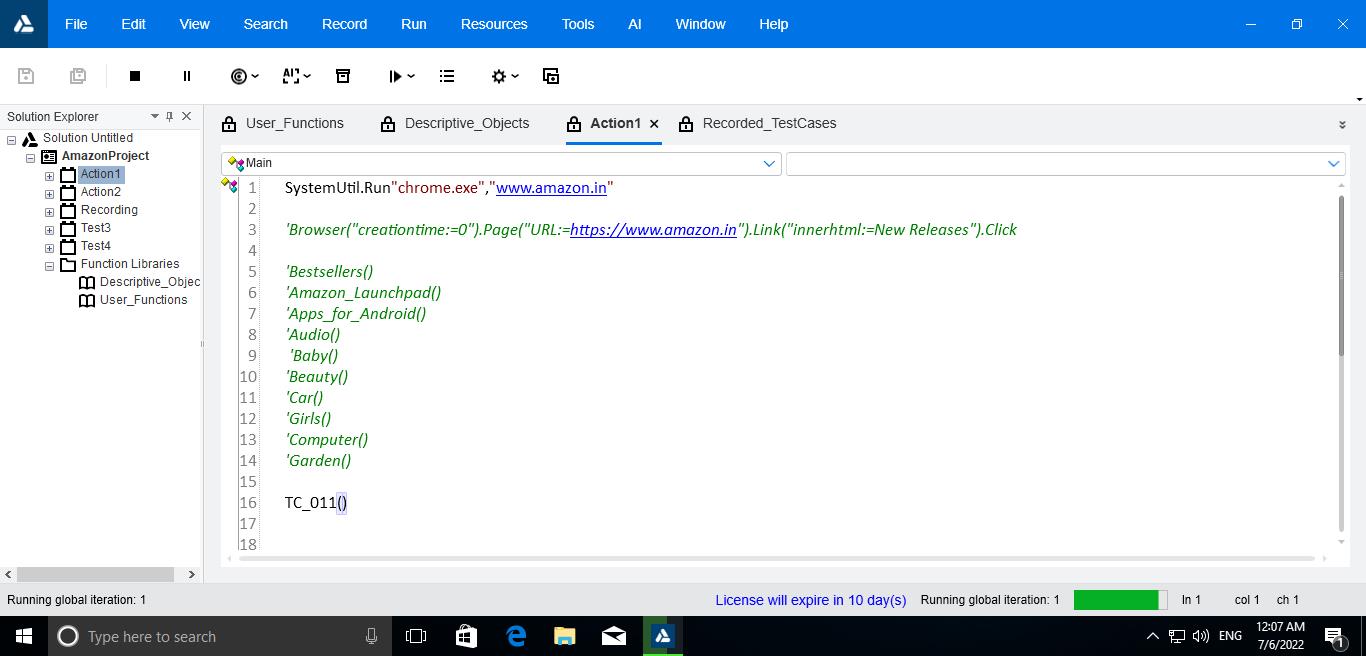 File Edit View Search Record Run Resources Tools AI Window Help
Solution Explorer
Solution Untitled
AmazonProject
Action1
Action2
Recording
Test3
Test4
Function Libraries
Descriptive_Objec
User_Functions
User_Functions Descriptive_Objects Action1 Recorded_TestCases
Main
1 SystemUtil.Run"chrome.exe","www.amazon.in"
2
3 'Browser("creationtime:=0").Page("URL:=https://www.amazon.in").Link("innerhtml:=New Releases").Click
4
5 'Bestsellers()
6 'Amazon_Launchpad()
7 'Apps_for_Android()
8 'Audio()
9 'Baby()
10 'Beauty()
11 'Car()
12 'Girls()
13 'Computer()
14 'Garden()
15
16 TC_011()
17
18
Running global iteration: 1 License will expire in 10 day(s) Running global iteration: 1 ln 1 col 1 ch 1
Type here to search ENG 12:07 AM
7/6/2022 1